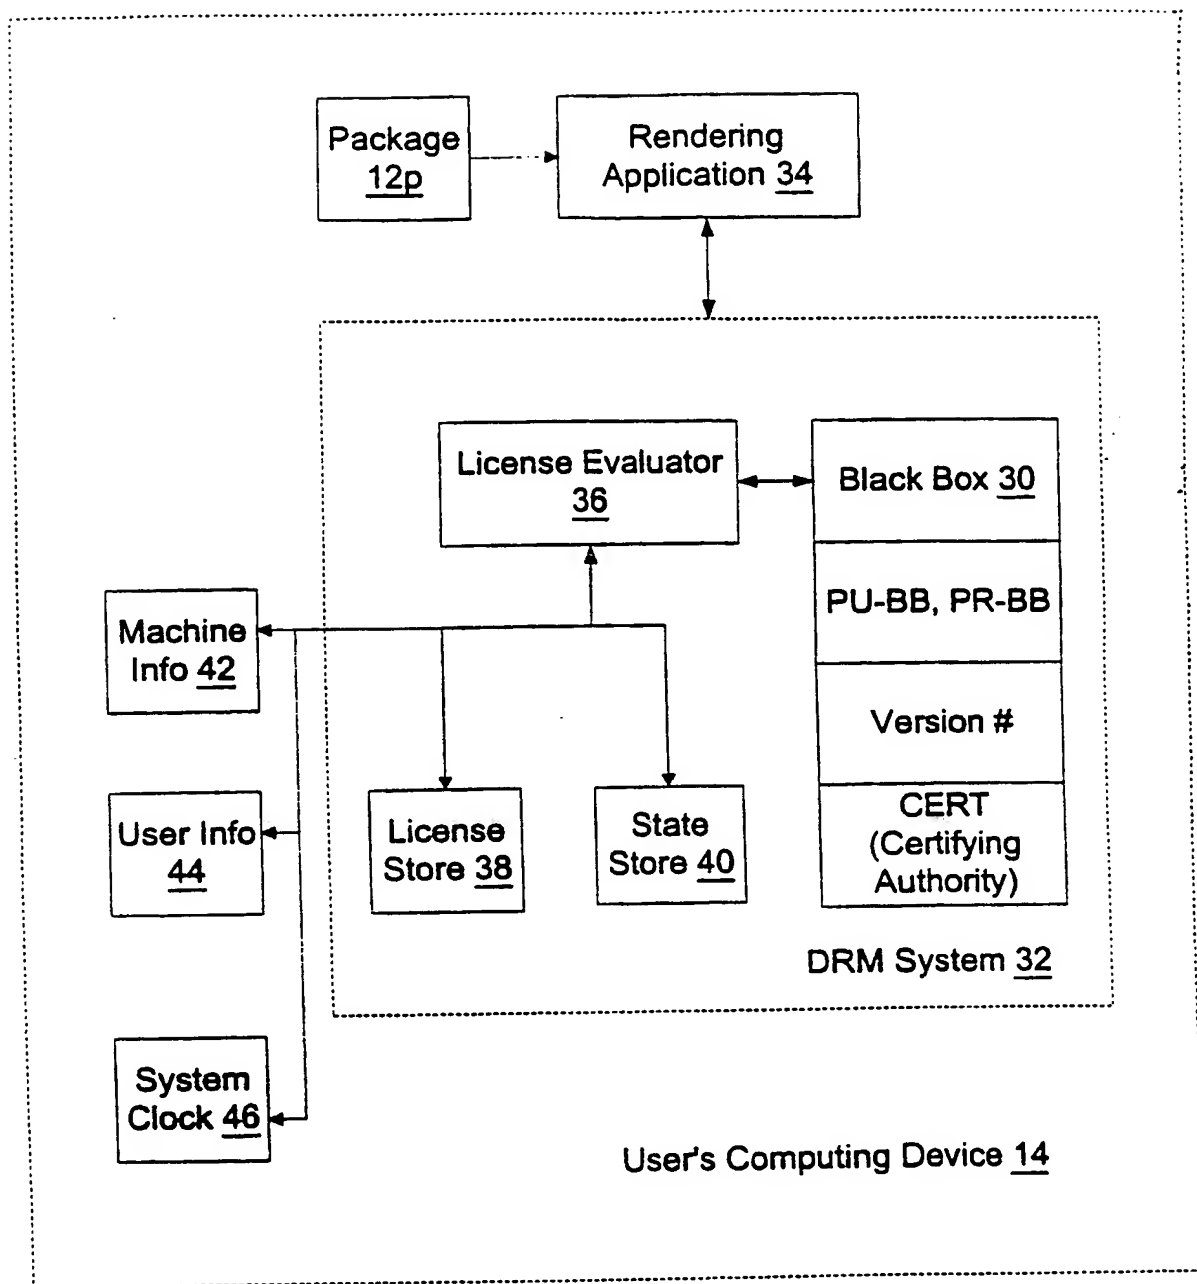 Package
12p
Rendering
Application 34
License Evaluator
36
Black Box 30
PU-BB, PR-BB
Version #
CERT
(Certifying
Authority)
Machine
Info 42
User Info
44
License
Store 38
State
Store 40
DRM System 32
System
Clock 46
User's Computing Device 14